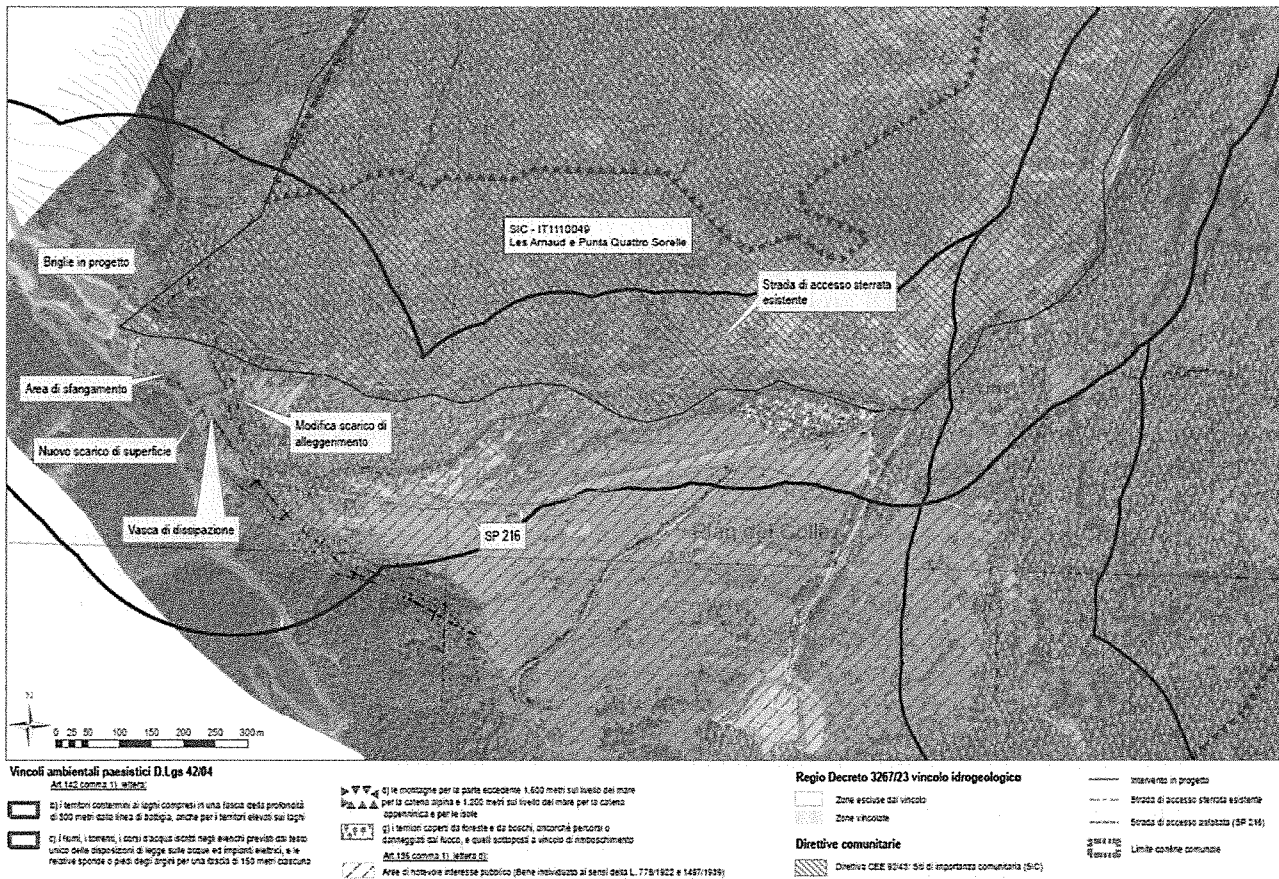 SIC - IT1110049
Les Arnaud e Punta Quattro Sorelle
Briglie in progetto
Strada di accesso sterrata
esistente
Area di sfangamento
Modifica scarico di
alleggerimento
Nuovo scarico di superficie
Vasca di dissipazione
SP 216
N
0 25 50 100 150 200 250 300 m
Vincoli ambientali paesistici D.Lgs 42/04
Art.142 comma 1), lettera:
b) i territori contermini ai laghi compresi in una fascia della profondità
di 300 metri dalla linea di battigia, anche per i territori elevati sui laghi
c) i fiumi, i torrenti, i corsi d'acqua iscritti negli elenchi previsti dal testo
unico delle disposizioni di legge sulle acque ed impianti elettrici, e le
relative sponde o piedi degli argini per una fascia di 150 metri ciascuna
d) le montagne per la parte eccedente 1.600 metri sul livello del mare
per la catena alpina e 1.200 metri sul livello del mare per la catena
appenninica e per le isole
g) i territori coperti da foreste e da boschi, ancorché percorsi o
danneggiati dal fuoco, e quelli sottoposti a vincolo di rimboschimento
Art.136 comma 1), lettera d):
Aree di notevole interesse pubblico (Bene individuato ai sensi della L. 778/1922 e 1497/1939)
Regio Decreto 3267/23 vincolo idrogeologico
Zone escluse dal vincolo
Zone vincolate
Direttive comunitarie
Direttiva CEE 92/43: Siti di importanza comunitaria (SIC)
Intervento in progetto
Strada di accesso sterrata esistente
Strada di accesso asfaltata (SP 216)
Limite confine comunale